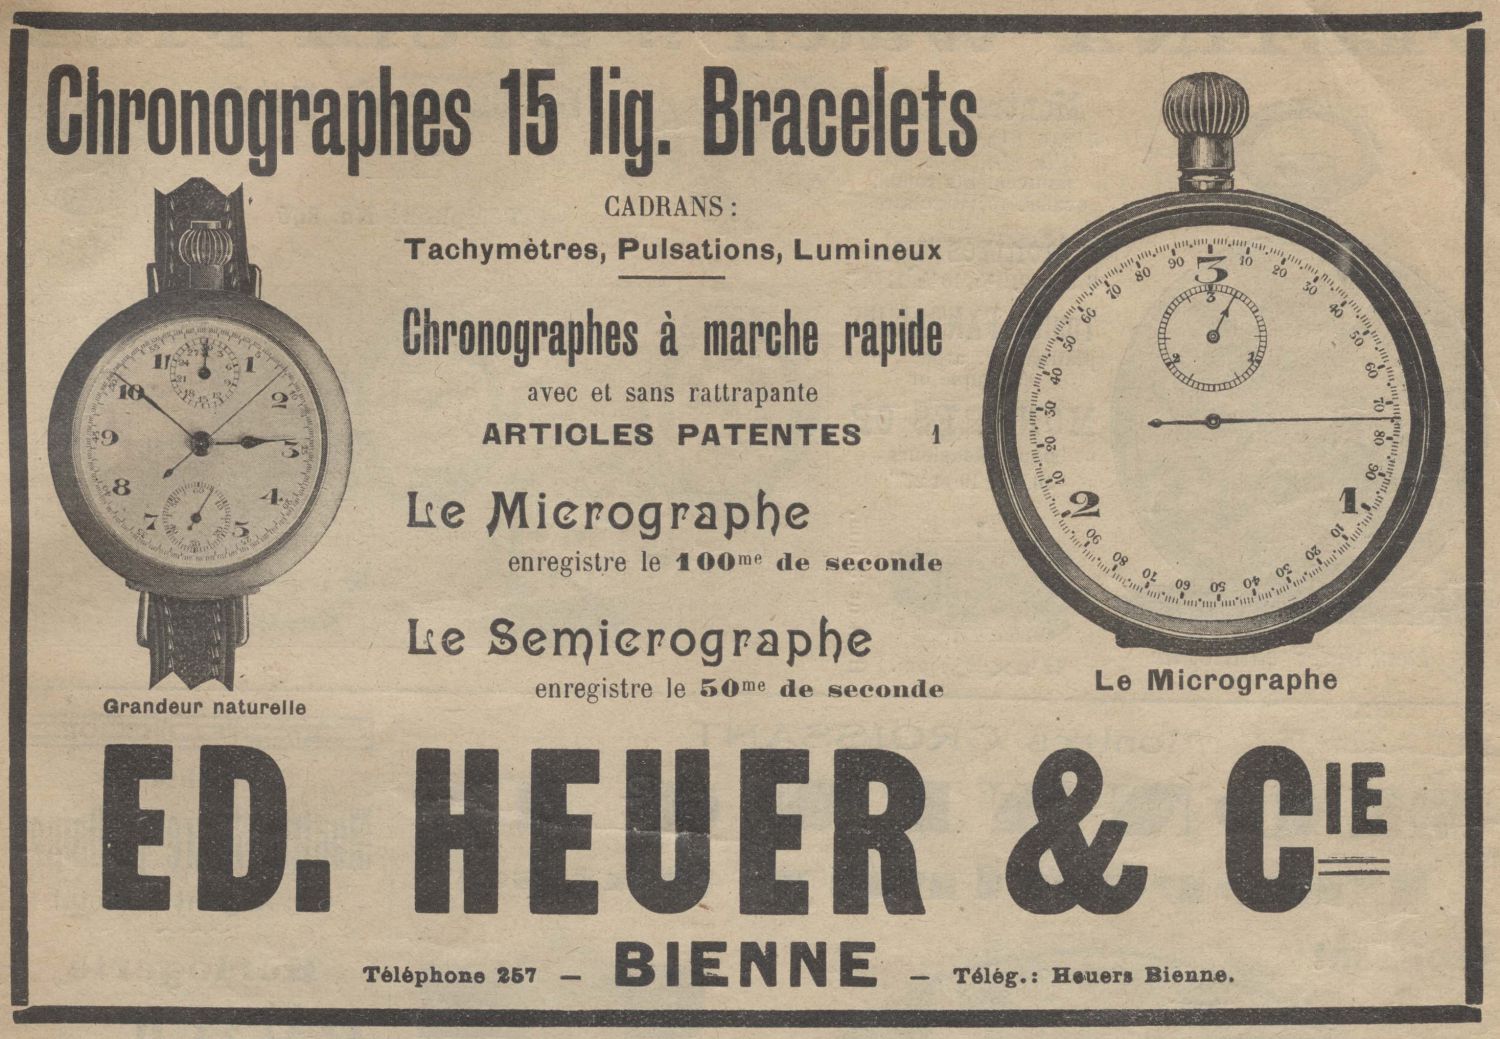 Chronographes 15 lig. Bracelets
CADRANS:
Tachymètres, Pulsations, Lumineux
Chronographes à marche rapide
avec et sans rattrapante
ARTICLES PATENTES 1
Le Micrographe
enregistre le 100me de seconde
Le Semicrographe
enregistre le 50me de seconde
Grandeur naturelle
Le Micrographe
ED. HEUER & CIE
BIENNE
Téléphone 257 — — Télég.: Heuers Bienne.